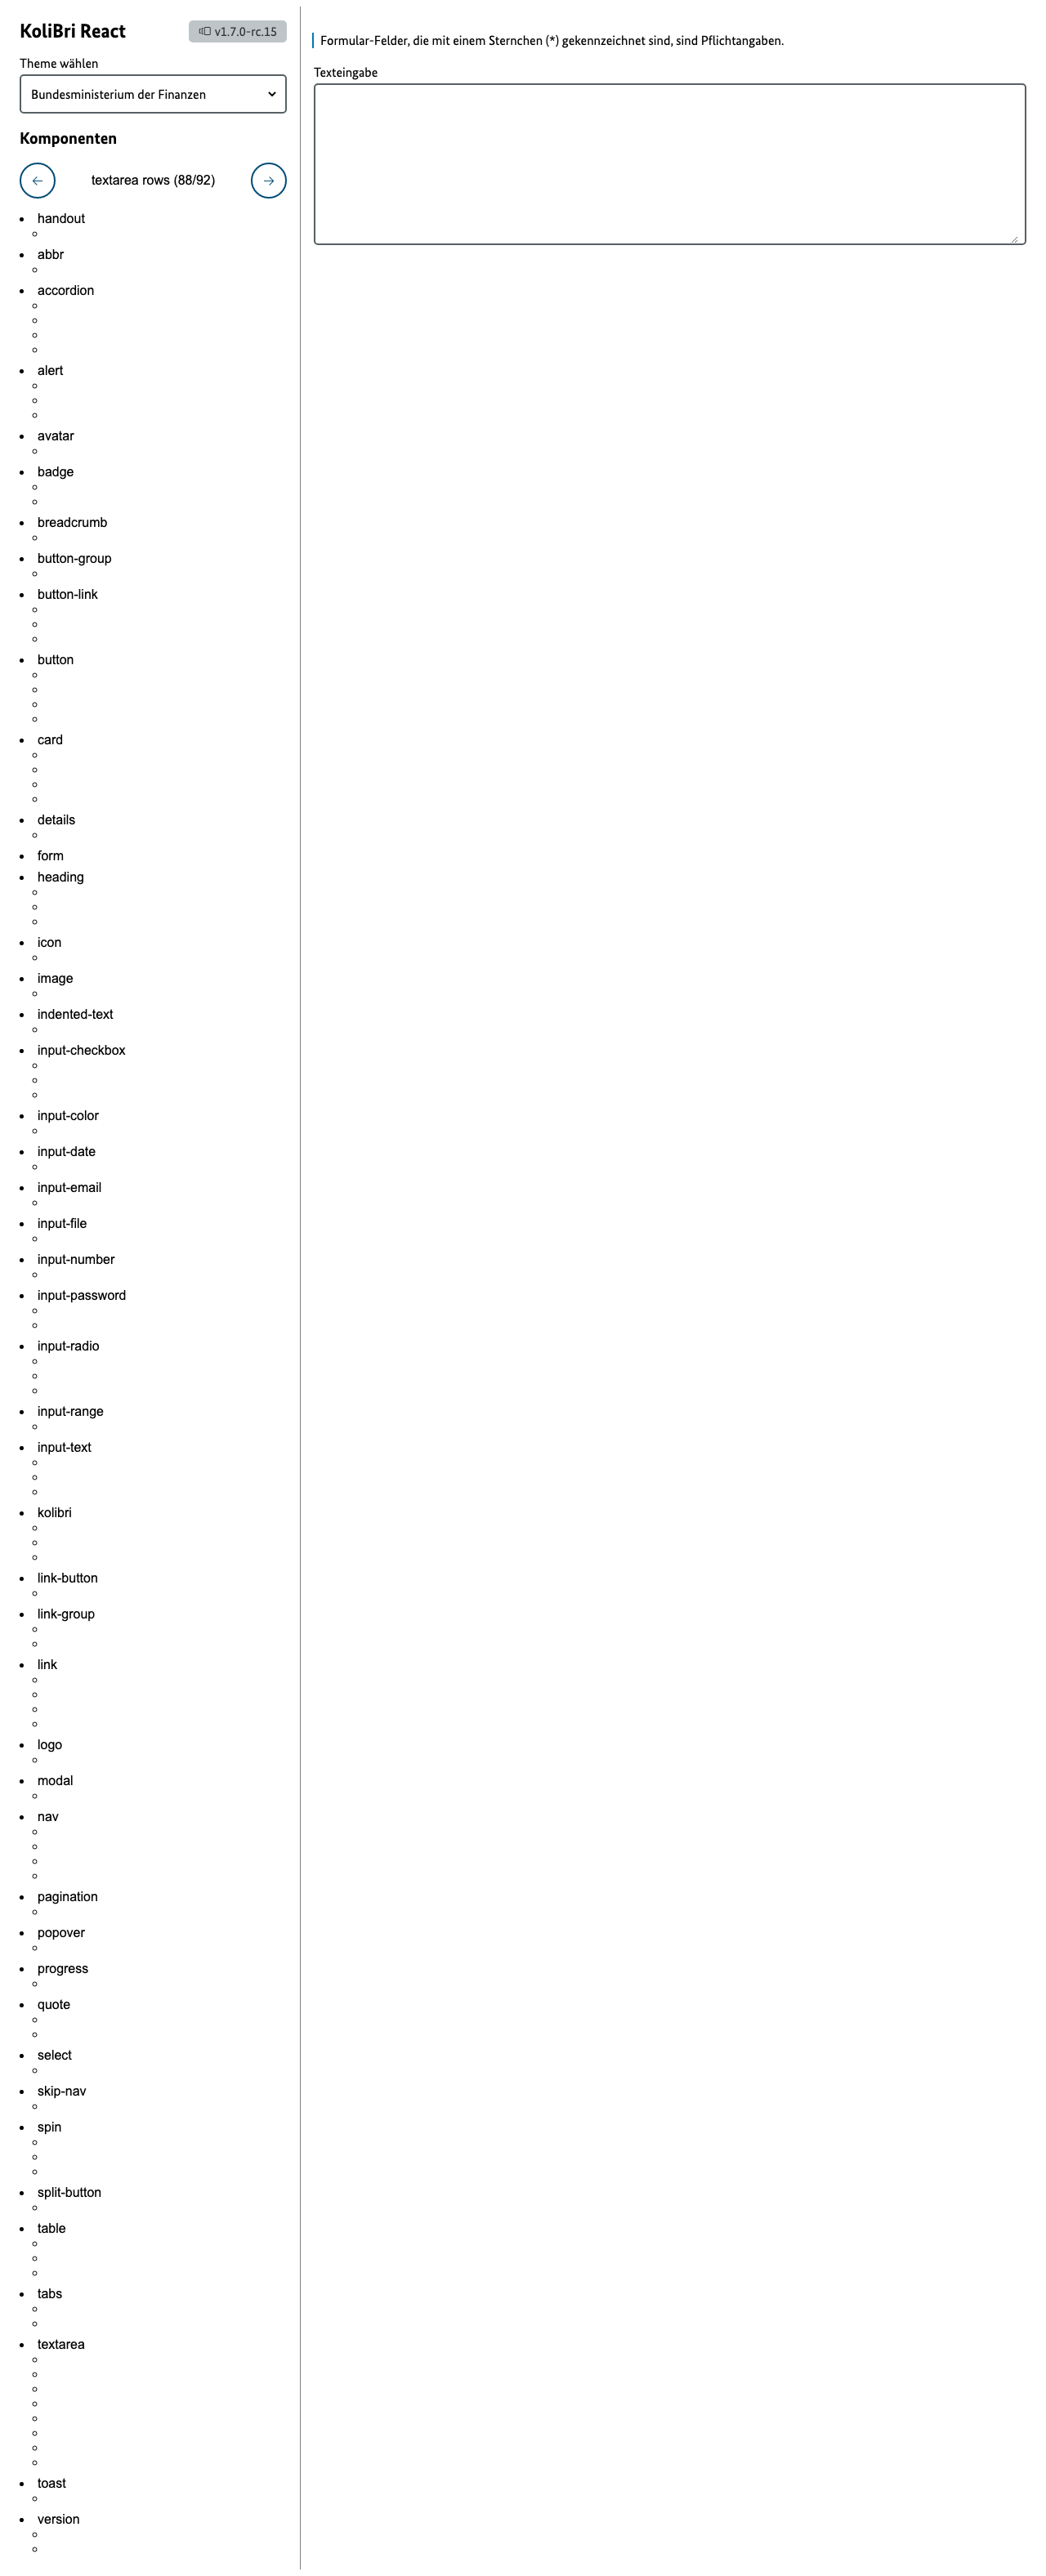 KoliBri React
v1.7.0-rc.15
Theme wählen
Bundesministerium der Finanzen
Komponenten
textarea rows (88/92)
handout
abbr
accordion
alert
avatar
badge
breadcrumb
button-group
button-link
button
card
details
form
heading
icon
image
indented-text
input-checkbox
input-color
input-date
input-email
input-file
input-number
input-password
input-radio
input-range
input-text
kolibri
link-button
link-group
link
logo
modal
nav
pagination
popover
progress
quote
select
skip-nav
spin
split-button
table
tabs
textarea
toast
version
Formular-Felder, die mit einem Sternchen (*) gekennzeichnet sind, sind Pflichtangaben.
Texteingabe